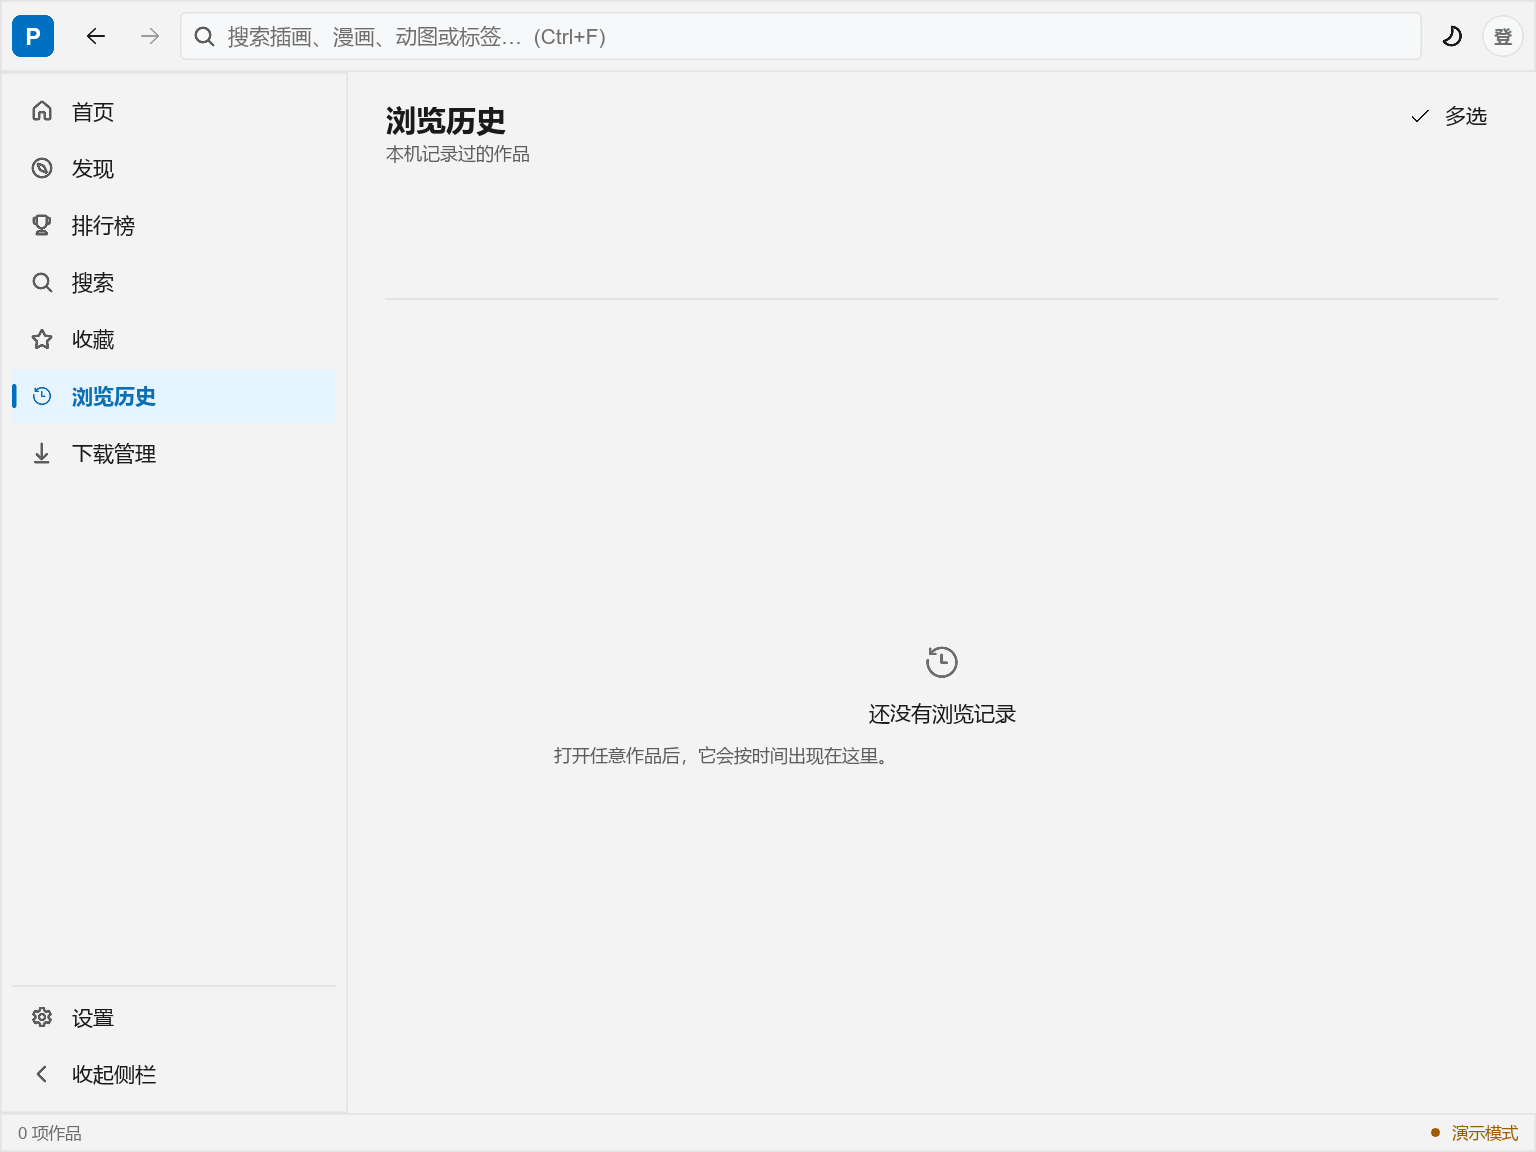 P
搜索插画、漫画、动图或标签… (Ctrl+F)
登
首页
发现
排行榜
搜索
收藏
浏览历史
下载管理
设置
收起侧栏
浏览历史
本机记录过的作品
多选
还没有浏览记录
打开任意作品后，它会按时间出现在这里。
0 项作品
演示模式